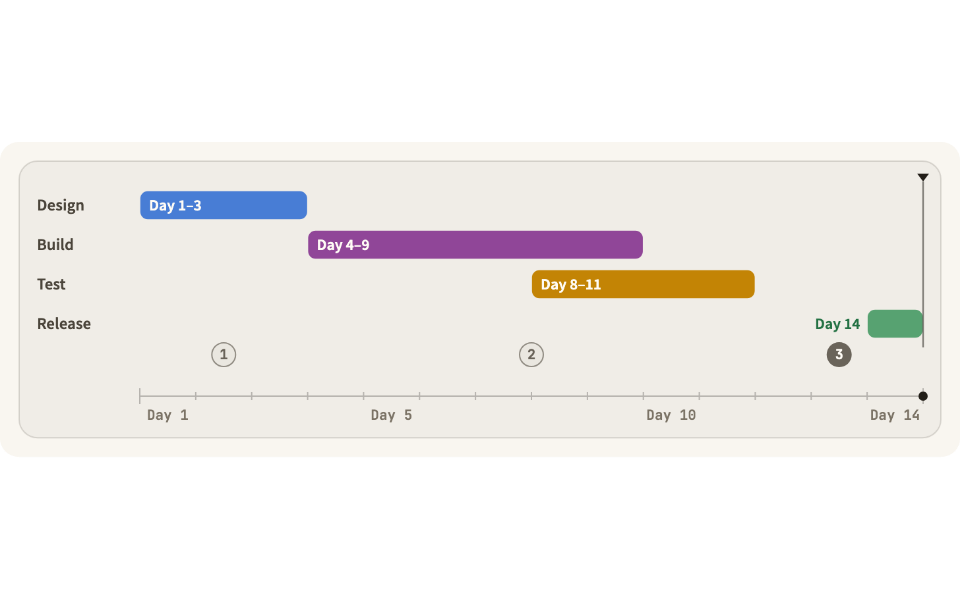 Design
Day 1–3
Build
Day 4–9
Test
Day 8–11
Release
Day 14
1
2
3
Day 1
Day 5
Day 10
Day 14